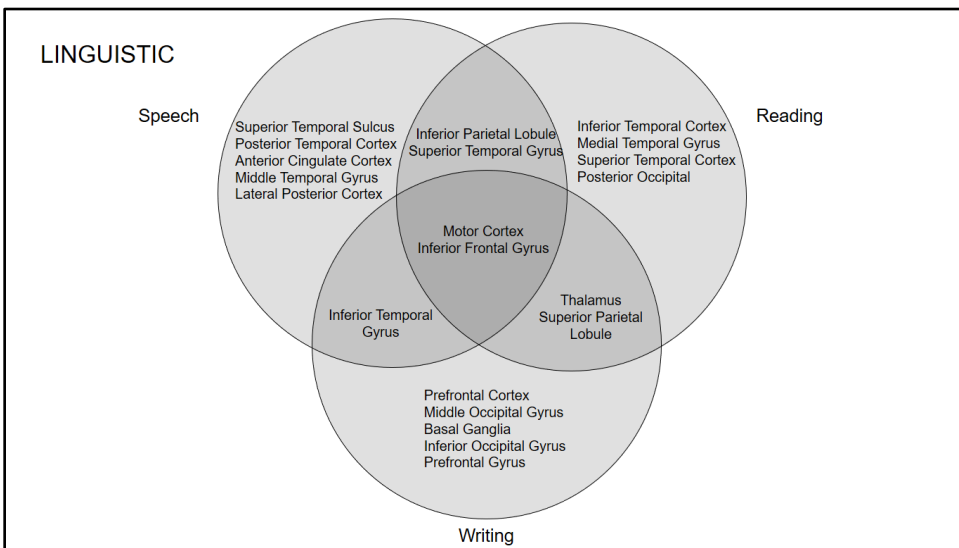 LINGUISTIC
Speech
Reading
Superior Temporal Sulcus
Posterior Temporal Cortex
Anterior Cingulate Cortex
Middle Temporal Gyrus
Lateral Posterior Cortex
Inferior Parietal Lobule
Superior Temporal Gyrus
Inferior Temporal Cortex
Medial Temporal Gyrus
Superior Temporal Cortex
Posterior Occipital
Motor Cortex
Inferior Frontal Gyrus
Inferior Temporal
Gyrus
Thalamus
Superior Parietal
Lobule
Prefrontal Cortex
Middle Occipital Gyrus
Basal Ganglia
Inferior Occipital Gyrus
Prefrontal Gyrus
Writing